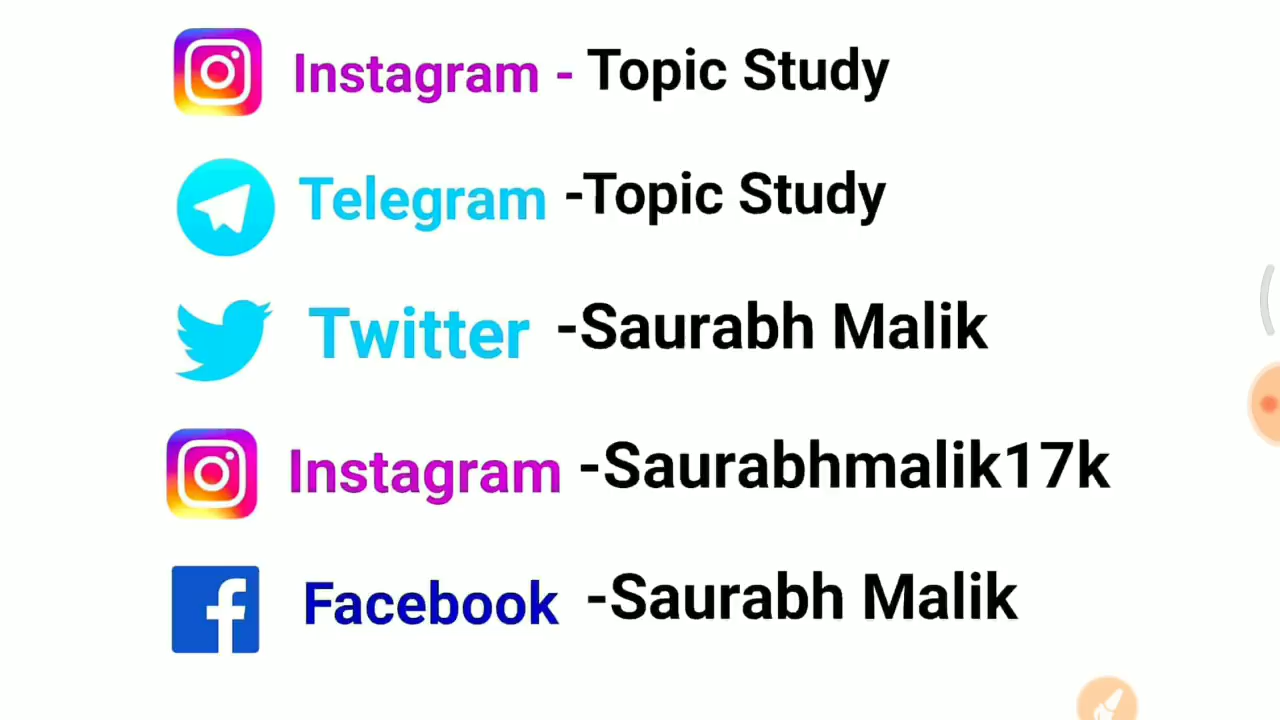 Instagram - Topic Study
Telegram -Topic Study
Twitter -Saurabh Malik
Instagram -Saurabhmalik17k
Facebook -Saurabh Malik